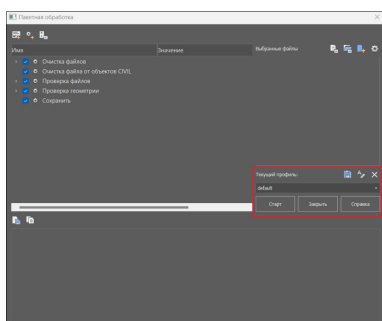 Пакетная обработка
Имя
Значение
Выбранные файлы
Очистка файлов
Очистка файла от объектов CIVIL
Проверка файлов
Проверка геометрии
Сохранить
Текущий профиль:
default
Старт
Закрыть
Справка